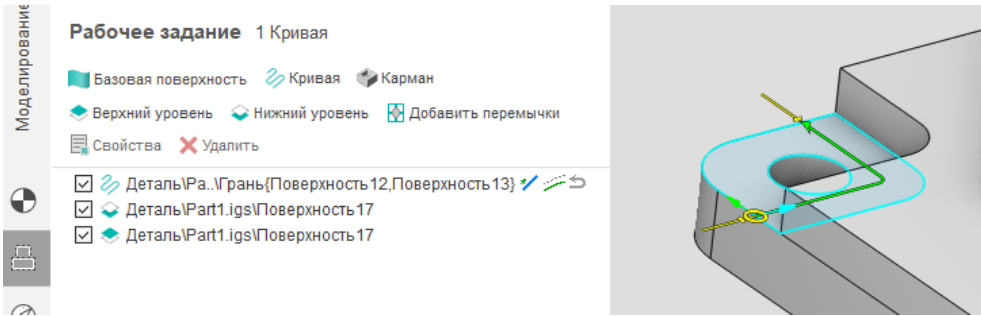 Моделирование
Рабочее задание 1 Кривая
Базовая поверхность Кривая Карман
Верхний уровень Нижний уровень Добавить перемычки
Свойства Удалить
Деталь\Pa..\Грань{Поверхность12,Поверхность13}
Деталь\Part1.igs\Поверхность17
Деталь\Part1.igs\Поверхность17